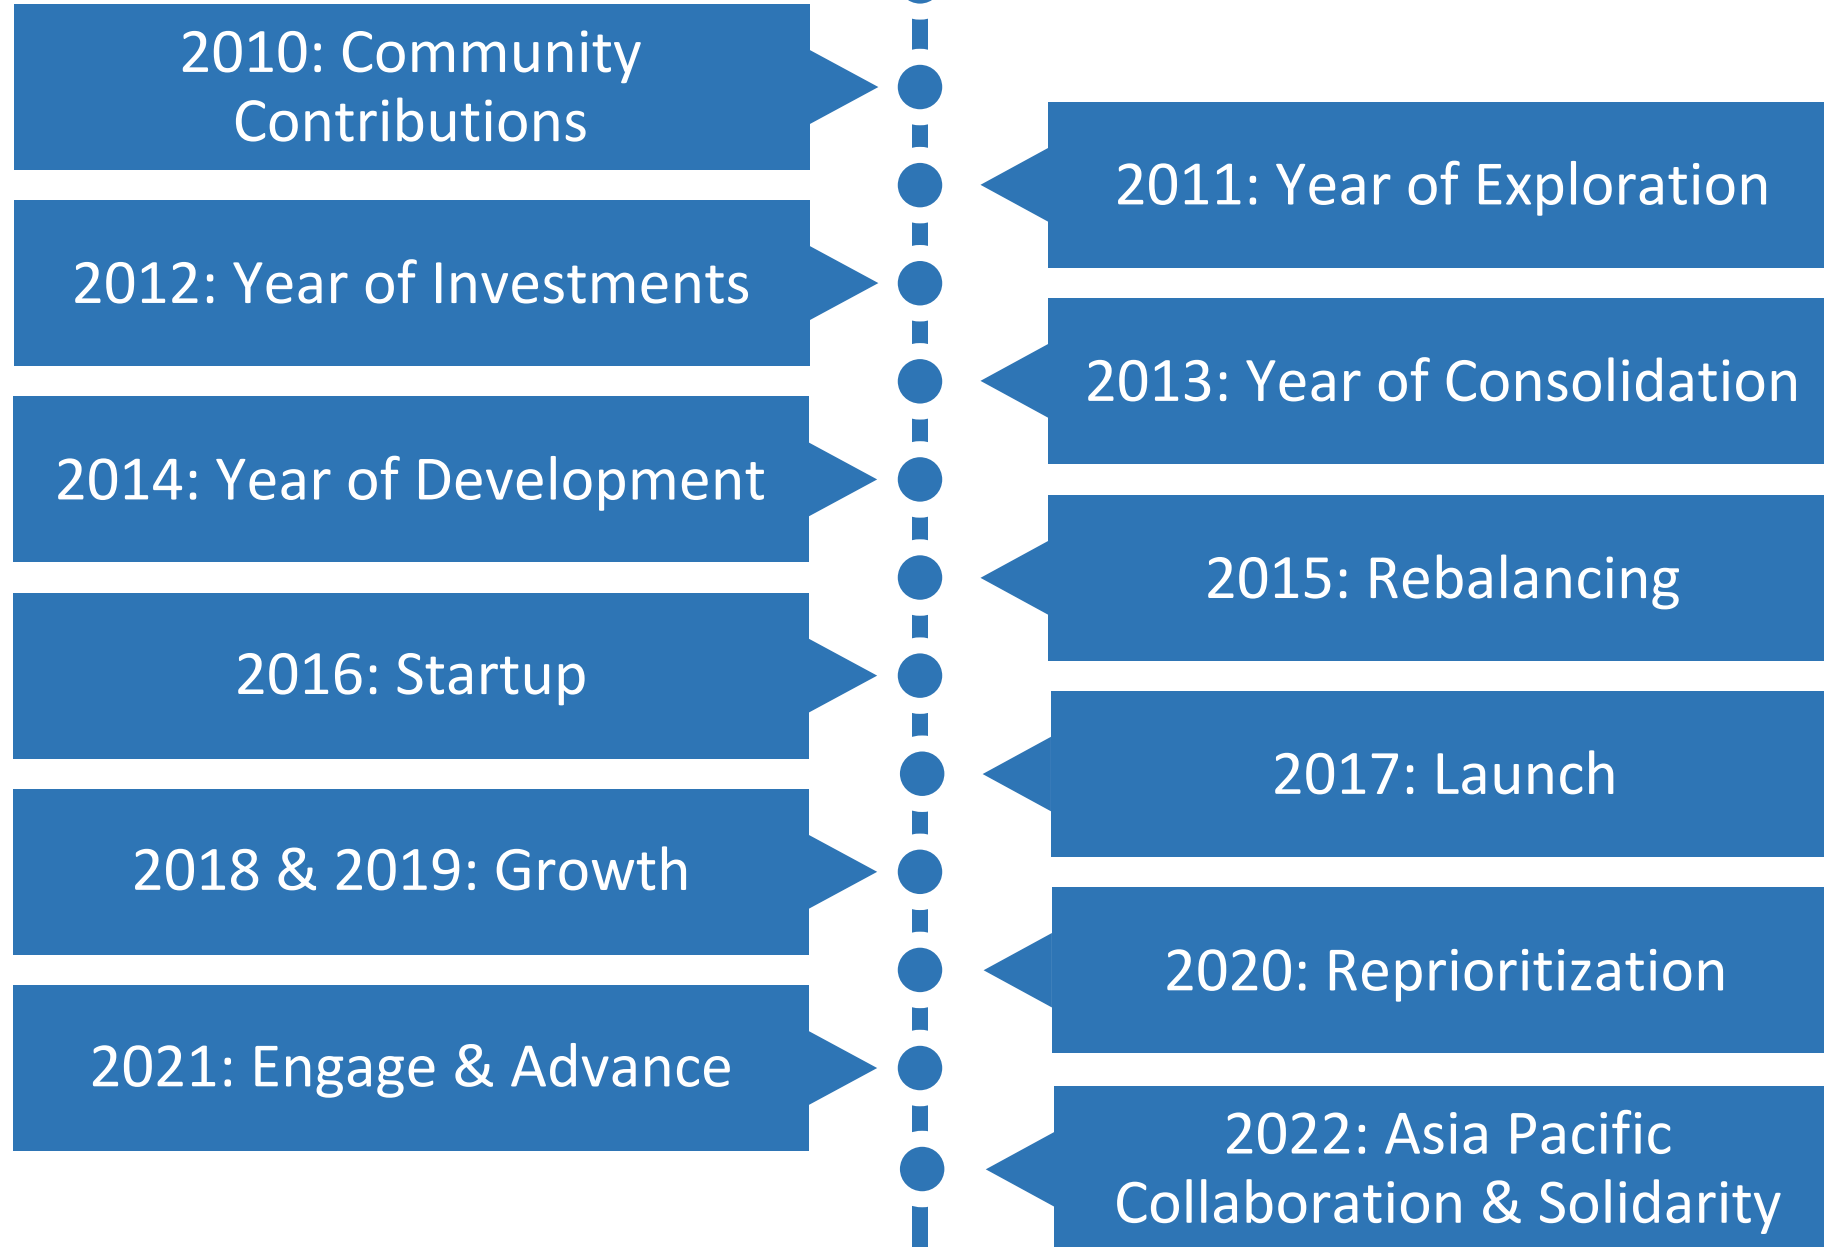 2010: Community
Contributions
2011: Year of Exploration
2012: Year of Investments
2013: Year of Consolidation
2014: Year of Development
2015: Rebalancing
2016: Startup
2017: Launch
2018 & 2019: Growth
2020: Reprioritization
2021: Engage & Advance
2022: Asia Pacific
Collaboration & Solidarity